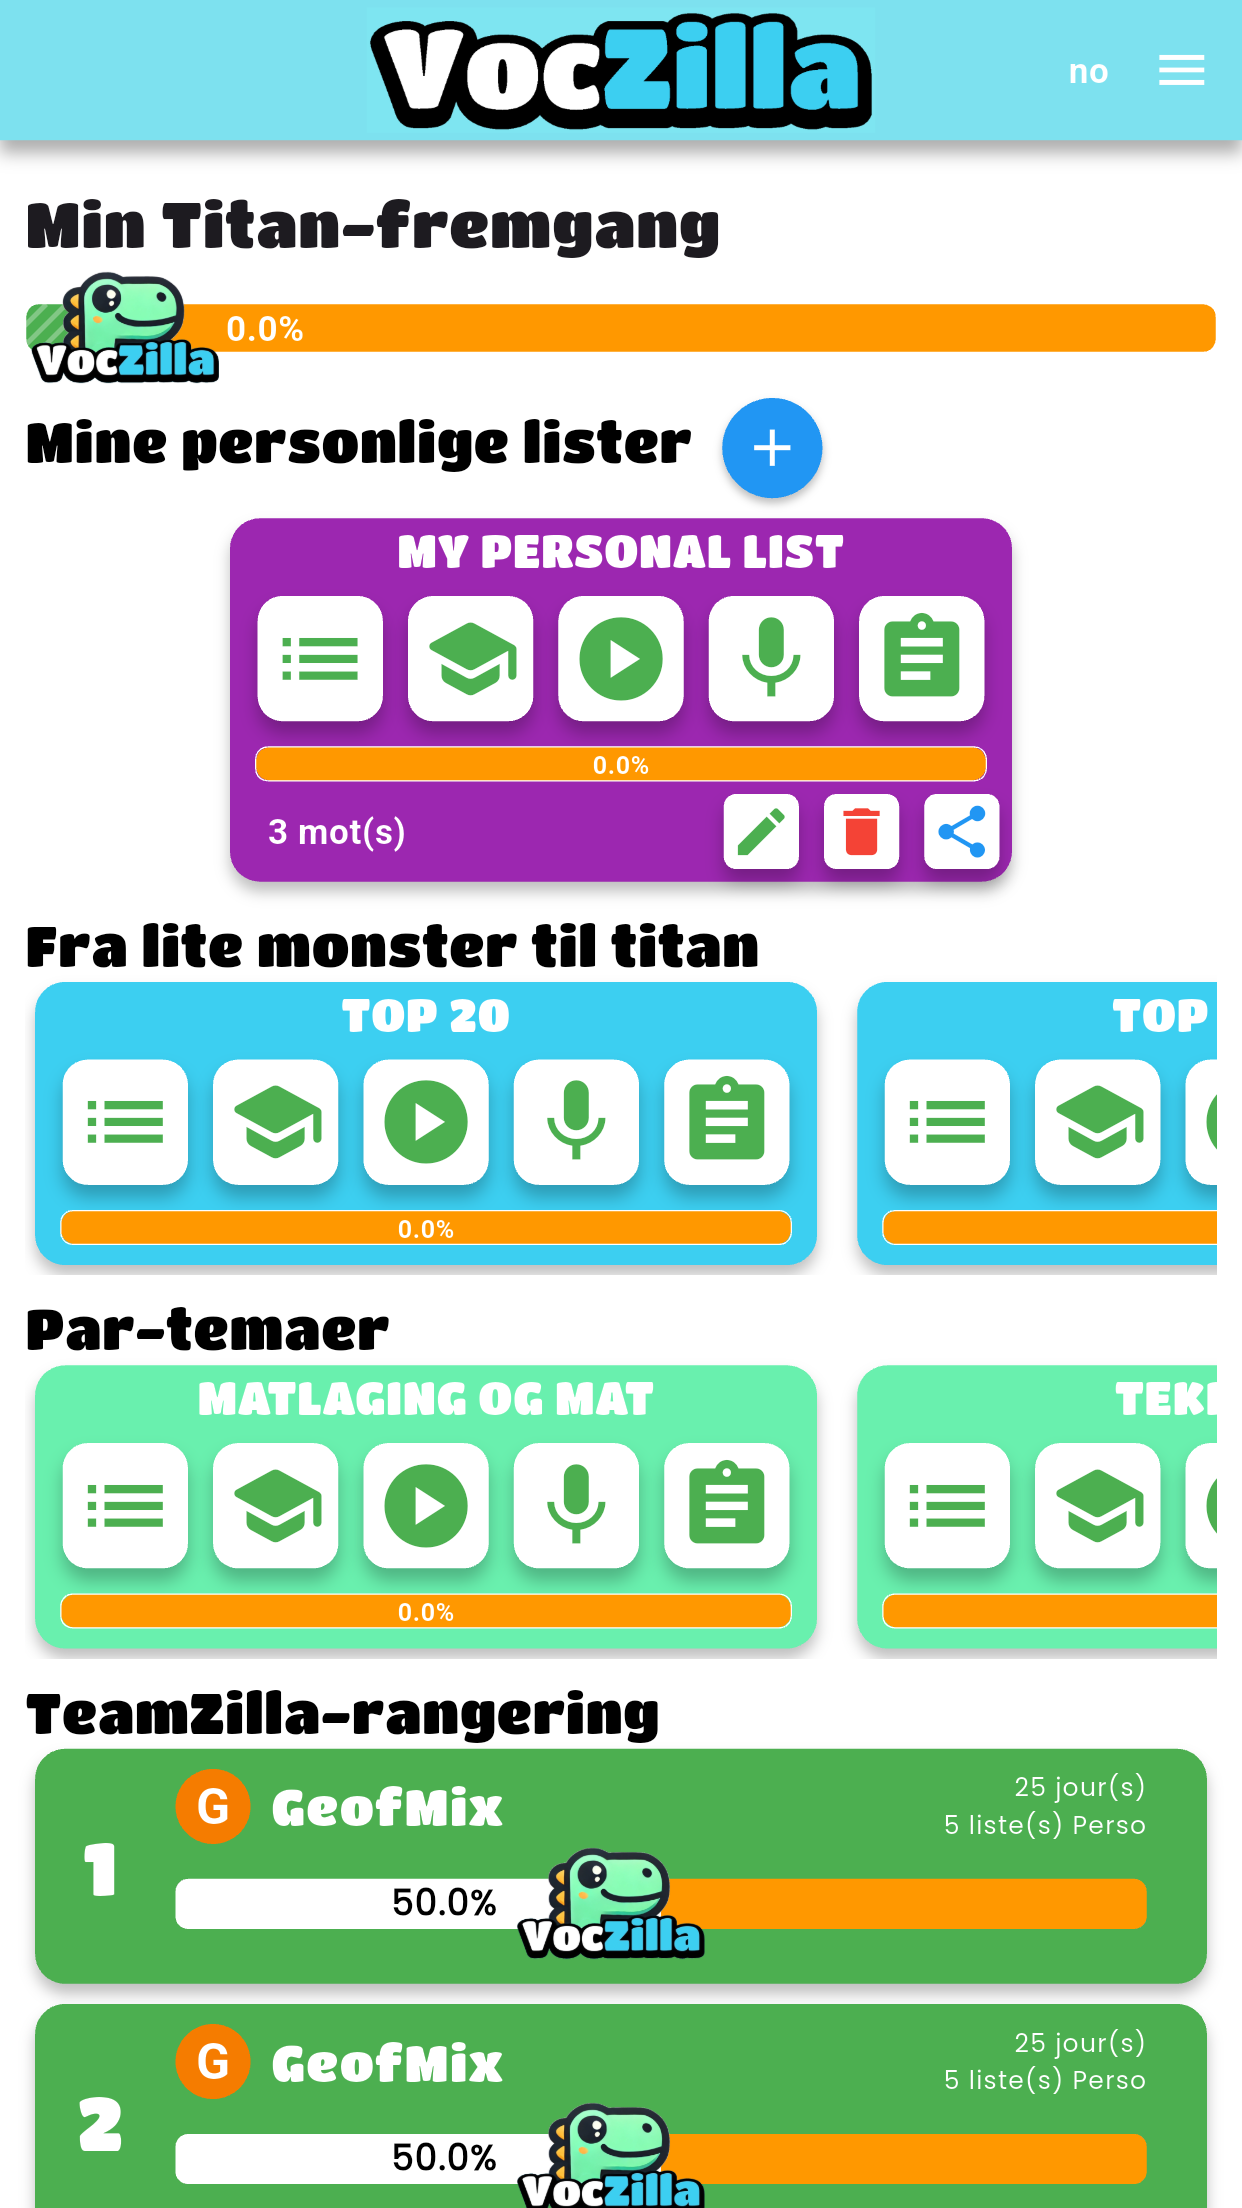 VocZilla
no
Min Titan-fremgang
0.0%
VocZilla
Mine personlige lister
MY PERSONAL LIST
0.0%
3 mot(s)
Fra lite monster til titan
TOP 20
TOP
0.0%
Par-temaer
MATLAGING OG MAT
0.0%
TeamZilla-rangering
1
G
GeofMix
25 jour(s)
5 liste(s) Perso
50.0%
VocZilla
2
G
GeofMix
25 jour(s)
5 liste(s) Perso
50.0%
VocZilla